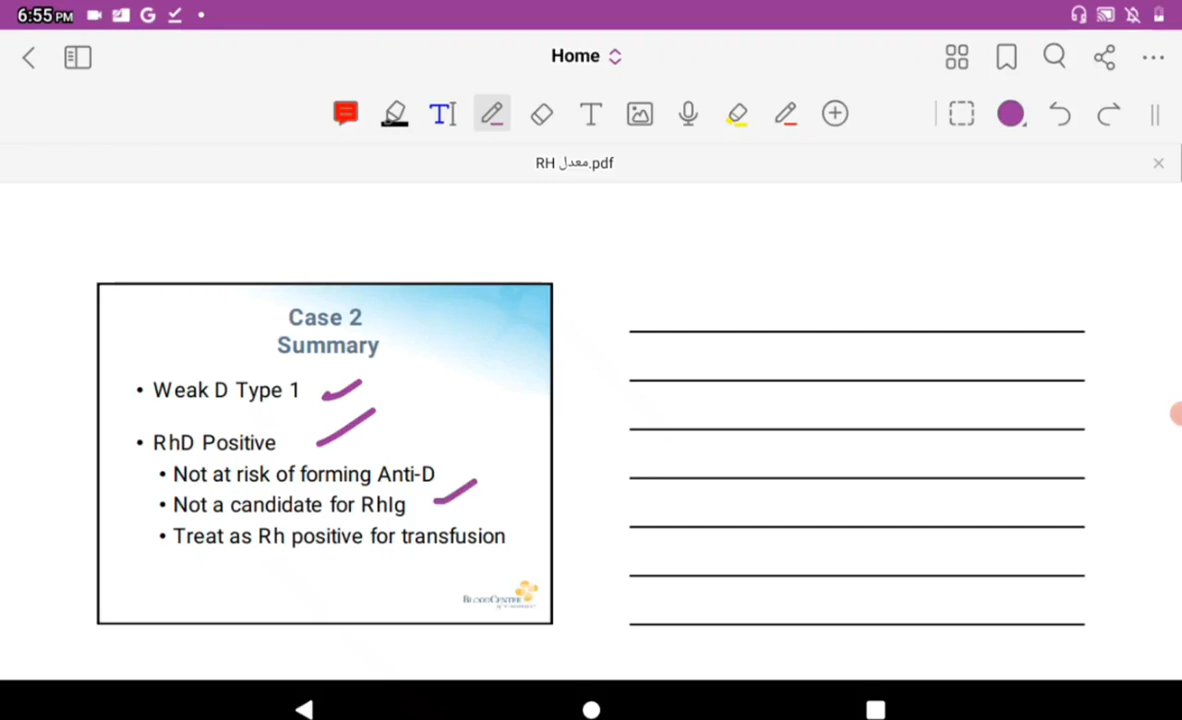 6:55 PM
Home
RH معدل.pdf
Case 2
Summary
• Weak D Type 1
• RhD Positive
• Not at risk of forming Anti-D
• Not a candidate for RhIg
• Treat as Rh positive for transfusion
BloodCenter